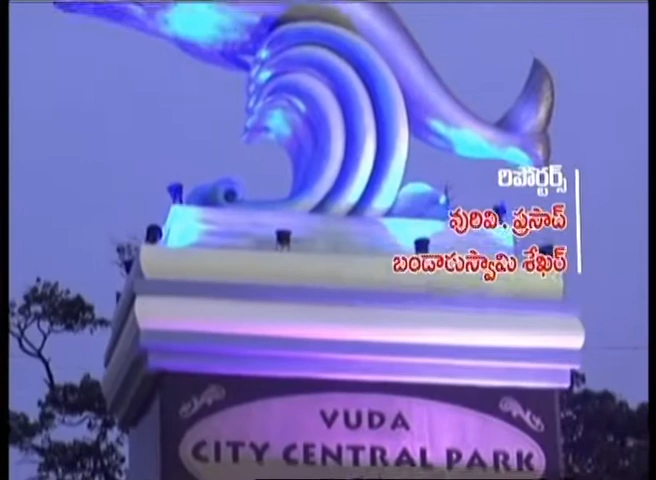 రిపోర్టర్స్
పురివి. ప్రసాద్
బండారుస్వామి శేఖర్
VUDA
CITY CENTRAL PARK